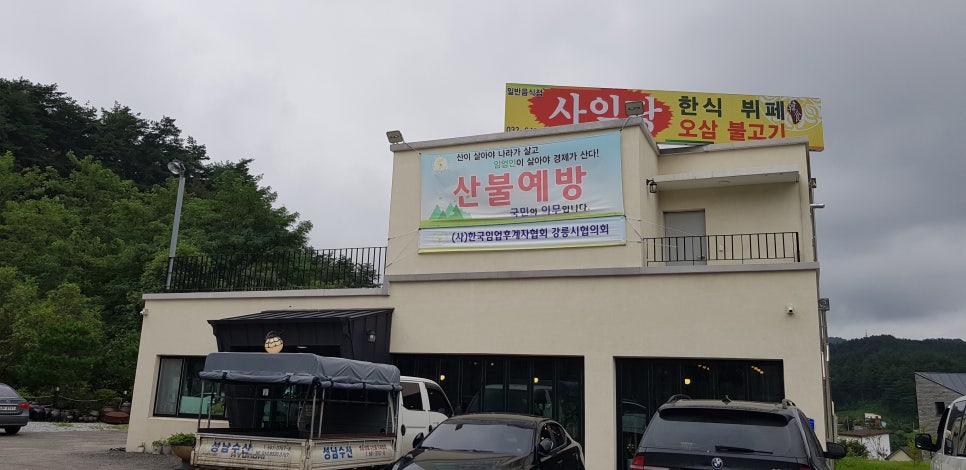 일반음식점
한식 뷔페
오삼 불고기
산이 살아야 나라가 살고
임업인이 살아야 경제가 산다!
산불예방
국민의 의무입니다.
(사)한국임업후계자협회 강릉시협의회
성남수산
성남수산